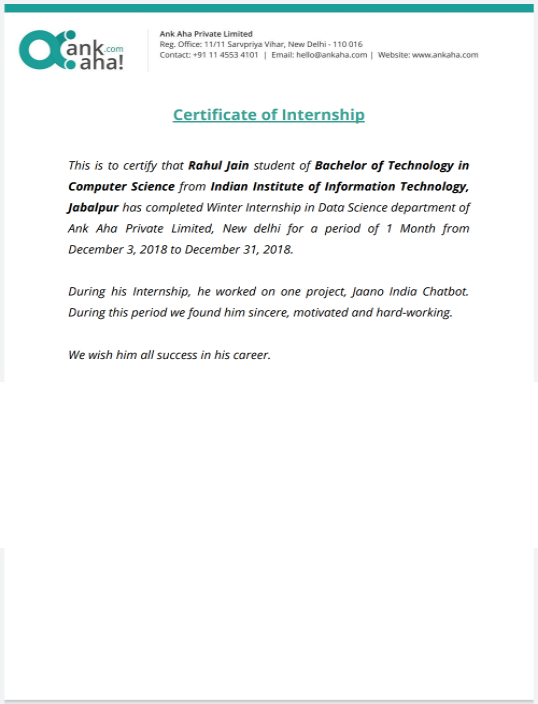 ank.com
aha!
Ank Aha Private Limited
Reg. Office: 11/11 Sarvpriya Vihar, New Delhi - 110 016
Contact: +91 11 4553 4101 | Email: hello@ankaha.com | Website: www.ankaha.com
Certificate of Internship
This is to certify that Rahul Jain student of Bachelor of Technology in
Computer Science from Indian Institute of Information Technology,
Jabalpur has completed Winter Internship in Data Science department of
Ank Aha Private Limited, New delhi for a period of 1 Month from
December 3, 2018 to December 31, 2018.
During his Internship, he worked on one project, Jaano India Chatbot.
During this period we found him sincere, motivated and hard-working.
We wish him all success in his career.